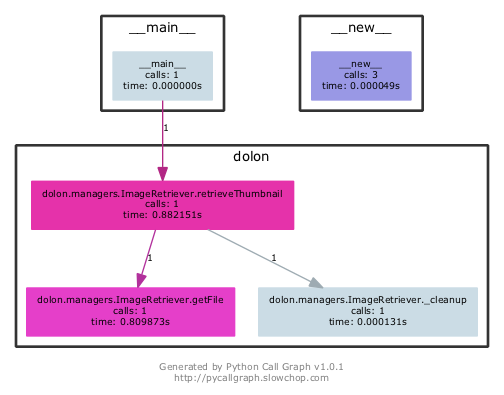 __main__
__new__
__main__
calls: 1
time: 0.000000s
__new__
calls: 3
time: 0.000049s
1
dolon
dolon.managers.ImageRetriever.retrieveThumbnail
calls: 1
time: 0.882151s
1
1
dolon.managers.ImageRetriever.getFile
calls: 1
time: 0.809873s
dolon.managers.ImageRetriever._cleanup
calls: 1
time: 0.000131s
Generated by Python Call Graph v1.0.1
http://pycallgraph.slowchop.com